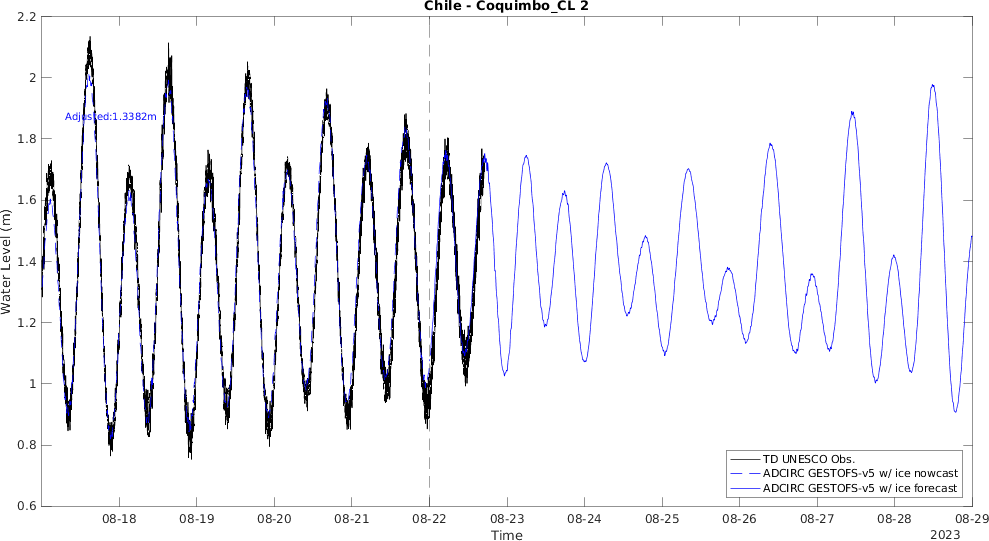 Chile - Coquimbo_CL 2
2.2
2
1.8
1.6
1.4
1.2
1
0.8
0.6
Water Level (m)
Adjusted:1.3382m
TD UNESCO Obs.
ADCIRC GESTOFS-v5 w/ ice nowcast
ADCIRC GESTOFS-v5 w/ ice forecast
08-18 08-19 08-20 08-21 08-22 08-23 08-24 08-25 08-26 08-27 08-28 08-29
Time
2023